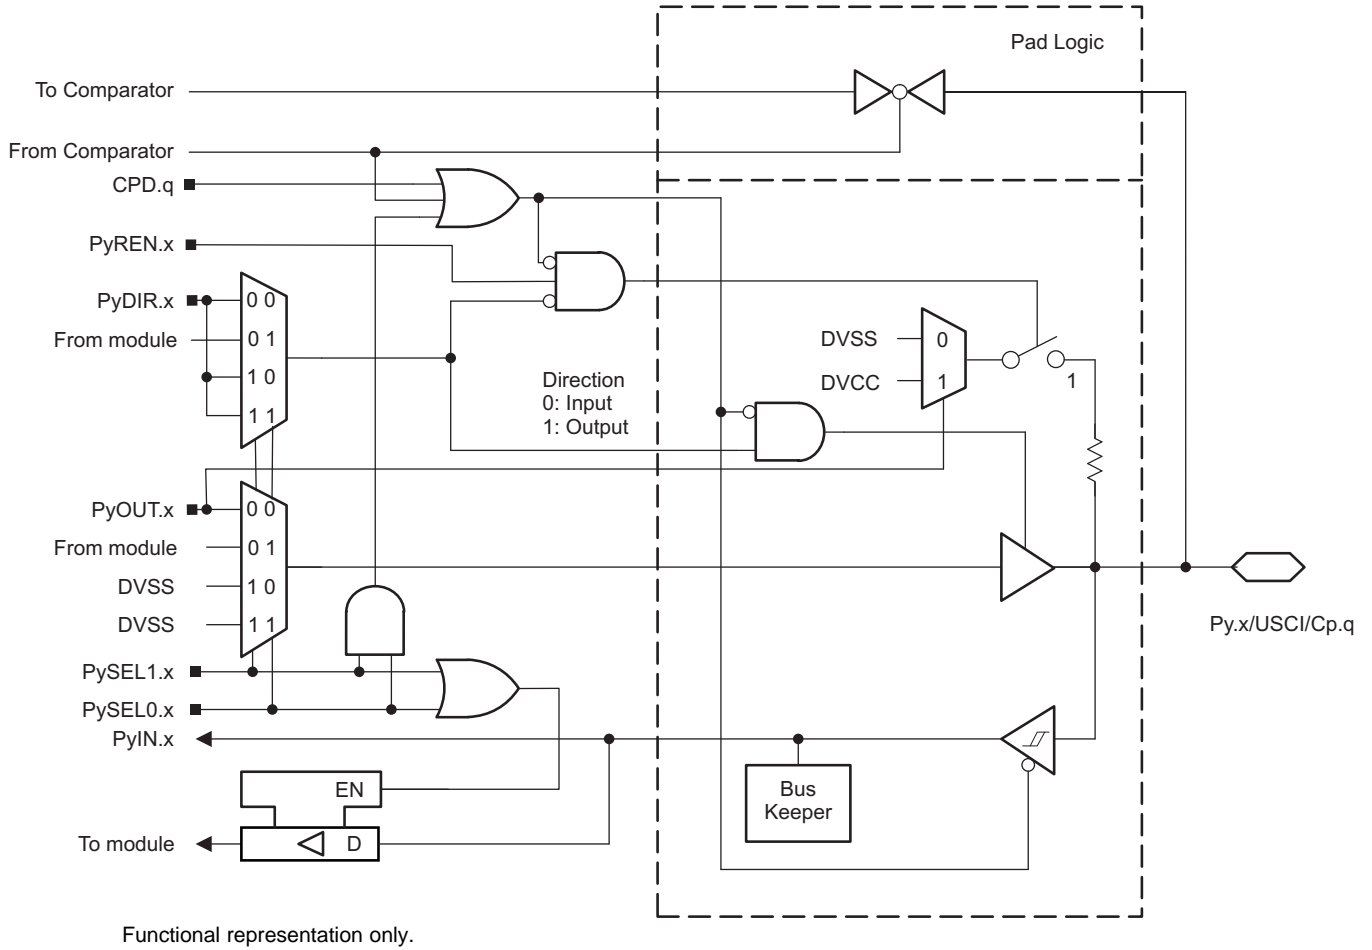 Pad Logic
To Comparator
From Comparator
CPD.q
PyREN.x
PyDIR.x
0 0
From module
0 1
1 0
1 1
Direction
0: Input
1: Output
DVSS
0
DVCC
1
1
PyOUT.x
0 0
From module
0 1
DVSS
1 0
DVSS
1 1
Py.x/USCI/Cp.q
PySEL1.x
PySEL0.x
PyIN.x
EN
Bus
Keeper
To module
D
Functional representation only.